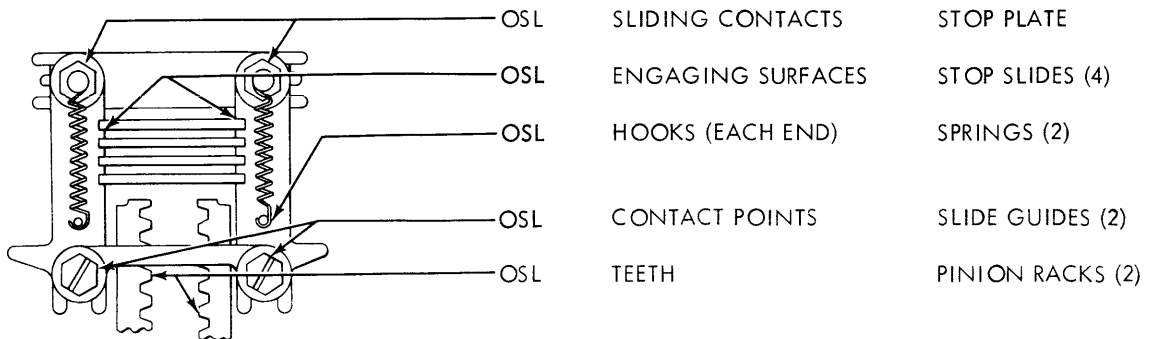 OSL SLIDING CONTACTS STOP PLATE
OSL ENGAGING SURFACES STOP SLIDES (4)
OSL HOOKS (EACH END) SPRINGS (2)
OSL CONTACT POINTS SLIDE GUIDES (2)
OSL TEETH PINION RACKS (2)